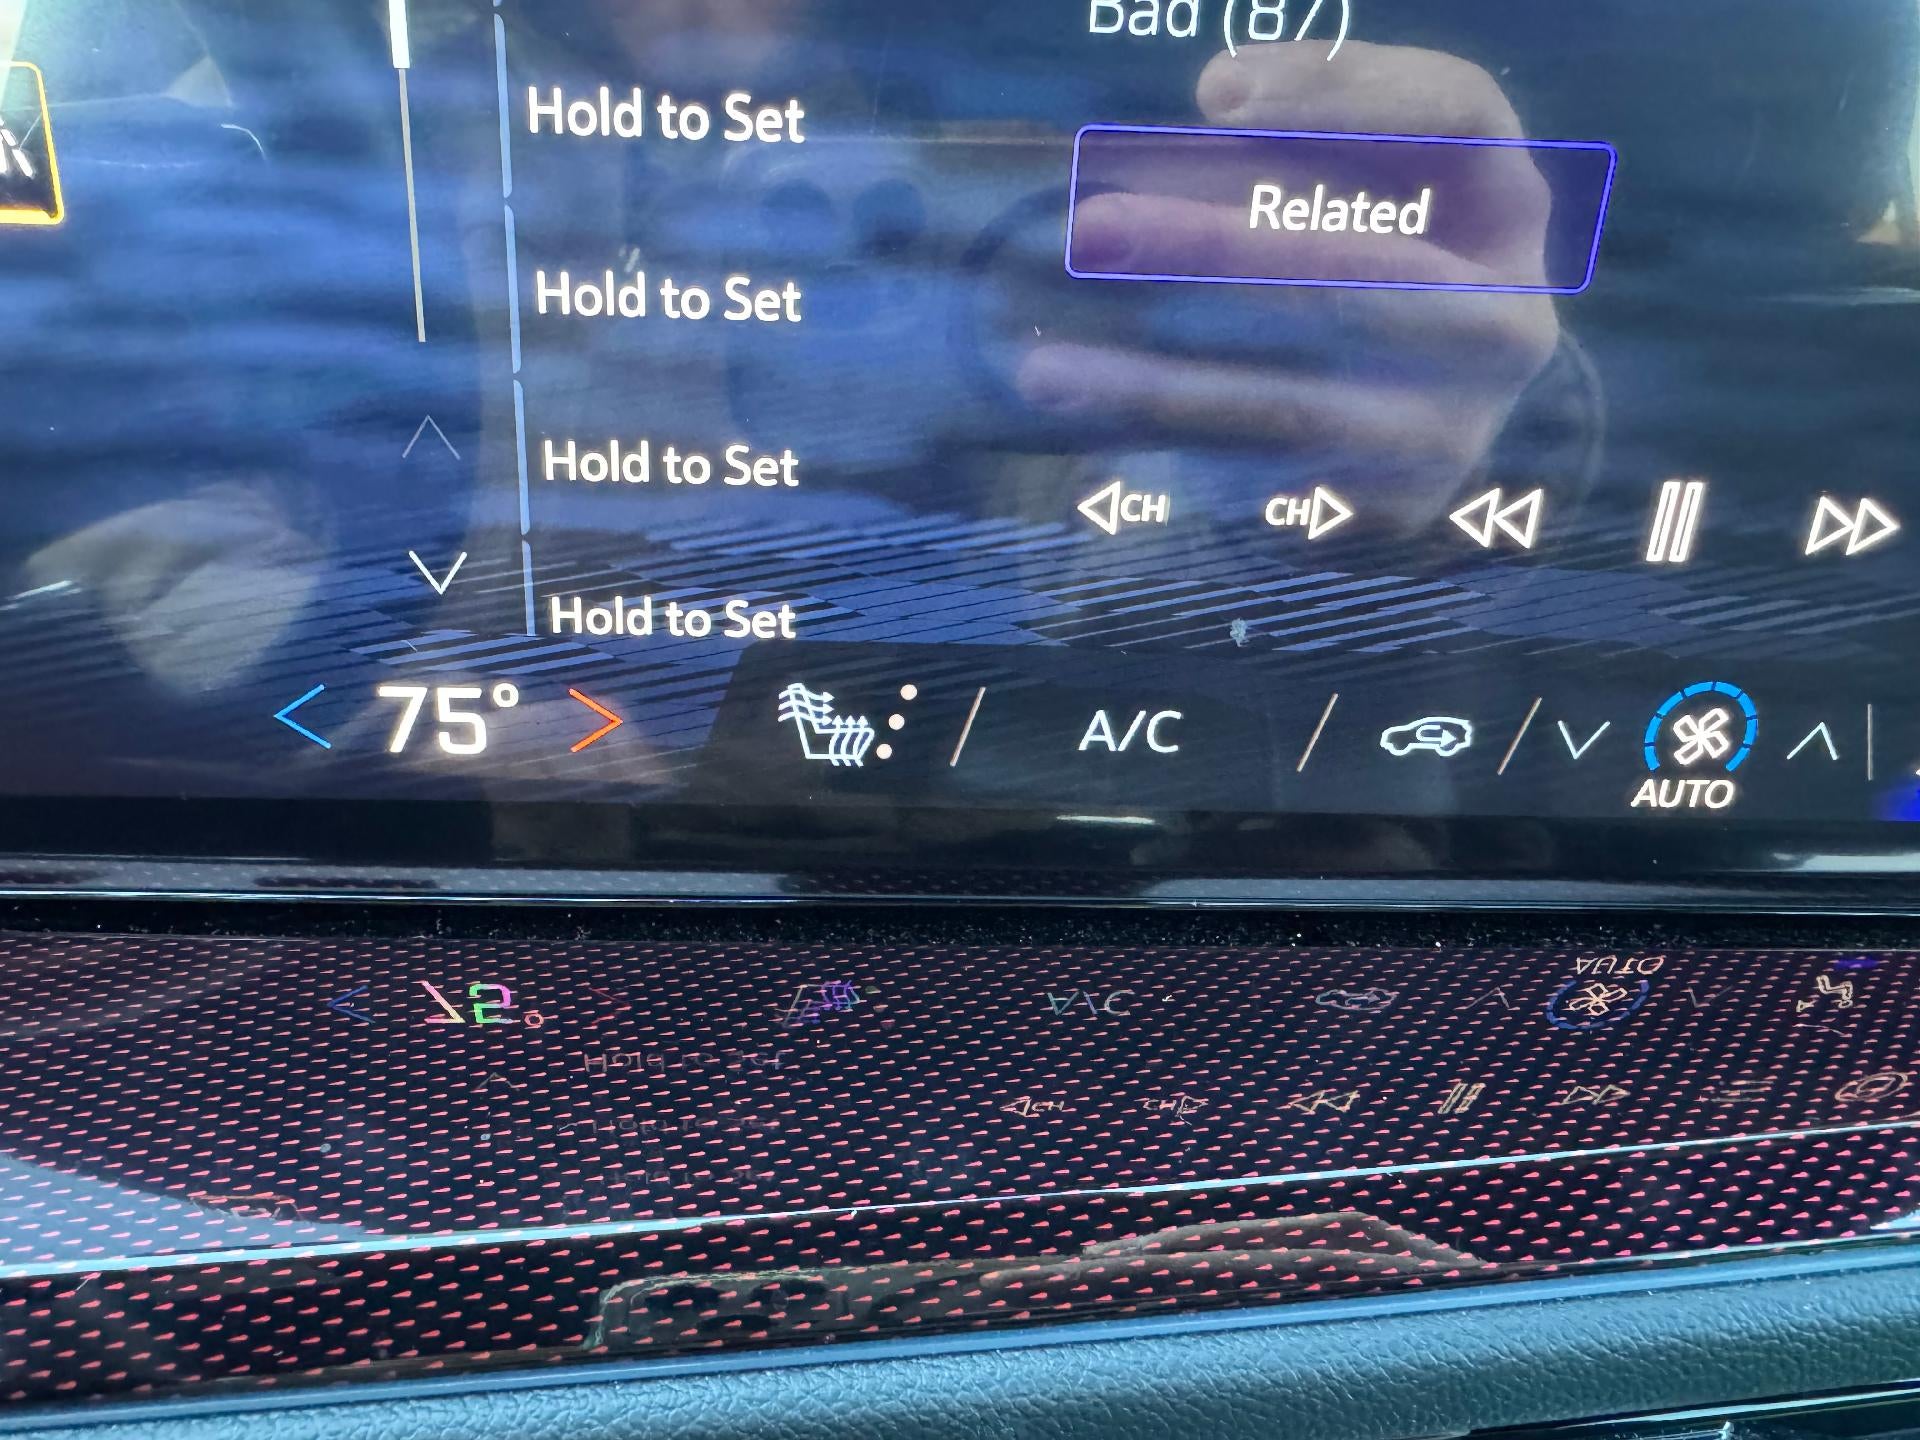 Bad (87)
Hold to Set
Related
Hold to Set
Hold to Set
CH CH
Hold to Set
75° A/C
AUTO